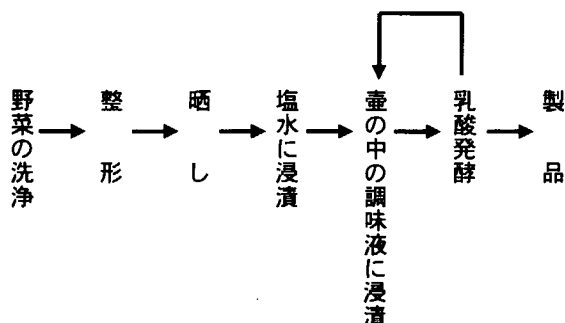 野菜の洗浄
整形
晒し
塩水に浸漬
壷の中の調味液に浸漬
乳酸発酵
製品